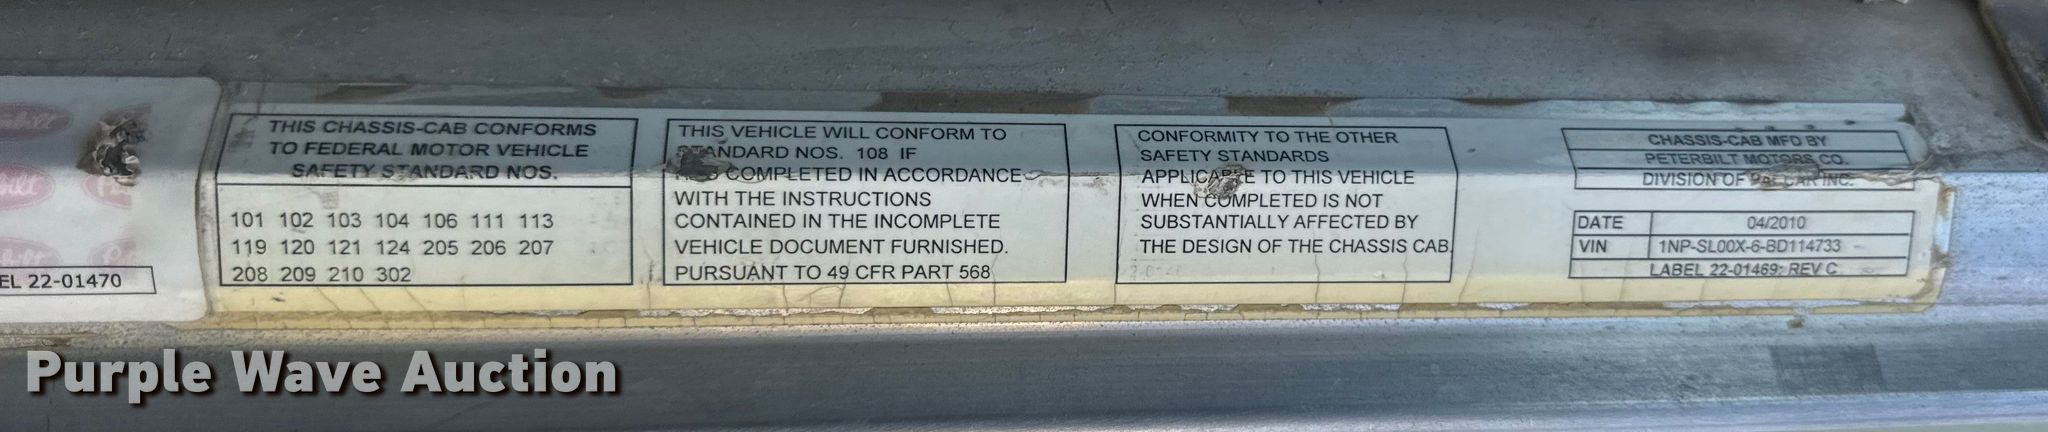 EL 22-01470
THIS CHASSIS-CAB CONFORMS
TO FEDERAL MOTOR VEHICLE
SAFETY STANDARD NOS.
101 102 103 104 106 111 113
119 120 121 124 205 206 207
208 209 210 302
THIS VEHICLE WILL CONFORM TO
STANDARD NOS. 108 IF
COMPLETED IN ACCORDANCE
WITH THE INSTRUCTIONS
CONTAINED IN THE INCOMPLETE
VEHICLE DOCUMENT FURNISHED.
PURSUANT TO 49 CFR PART 568
CONFORMITY TO THE OTHER
SAFETY STANDARDS
APPLICABLE TO THIS VEHICLE
WHEN COMPLETED IS NOT
SUBSTANTIALLY AFFECTED BY
THE DESIGN OF THE CHASSIS CAB.
CHASSIS-CAB MFD BY
PETERBILT MOTORS CO.
DIVISION OF PACCAR INC.
DATE 04/2010
VIN 1NP-SL00X-6-BD114733
LABEL 22-01469: REV C
Purple Wave Auction